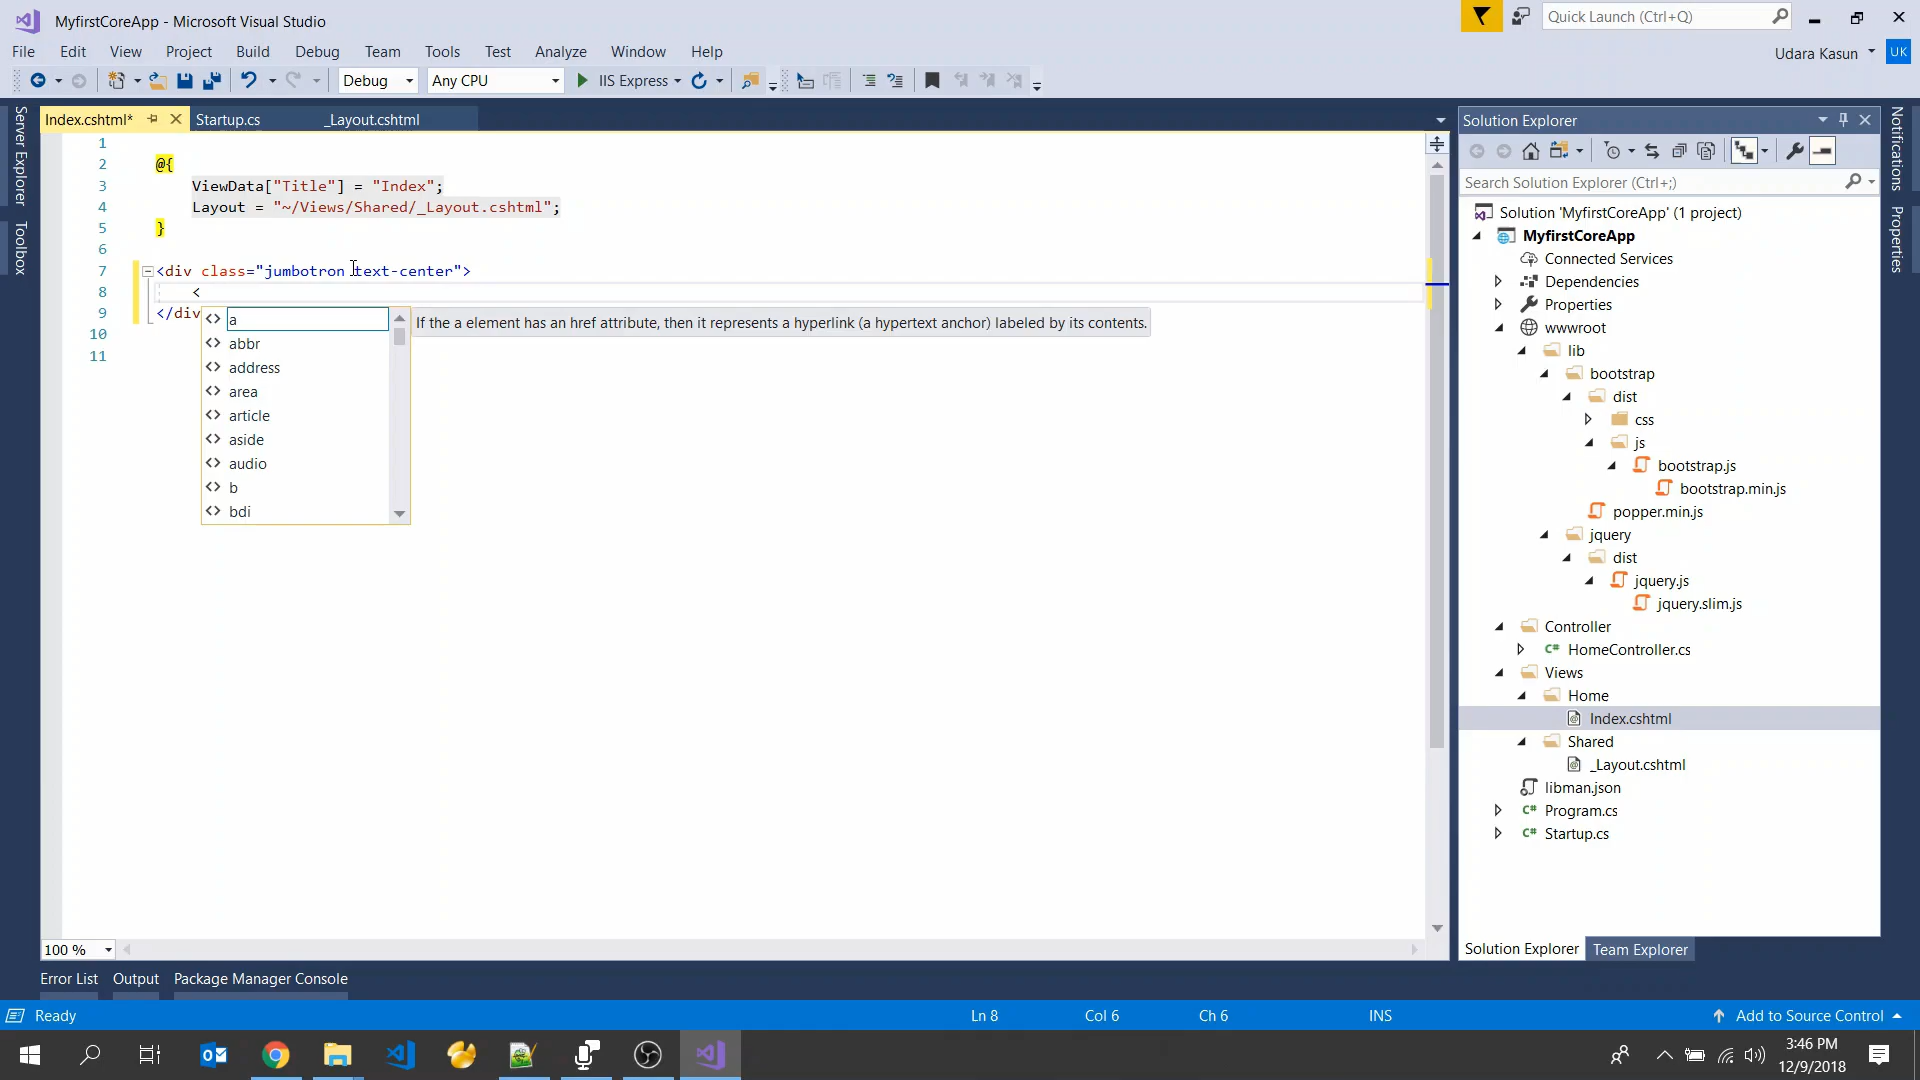 MyfirstCoreApp - Microsoft Visual Studio
Quick Launch (Ctrl+Q)
File Edit View Project Build Debug Team Tools Test Analyze Window Help
Udara Kasun UK
Debug Any CPU IIS Express
Server Explorer
Toolbox
Index.cshtml* Startup.cs _Layout.cshtml
1
2 @{
3 ViewData["Title"] = "Index";
4 Layout = "~/Views/Shared/_Layout.cshtml";
5 }
6
7 <div class="jumbotron text-center">
8 <
9 </div
10
11
a
abbr
address
area
article
aside
audio
b
bdi
If the a element has an href attribute, then it represents a hyperlink (a hypertext anchor) labeled by its contents.
100 %
Solution Explorer
Search Solution Explorer (Ctrl+;)
Solution 'MyfirstCoreApp' (1 project)
MyfirstCoreApp
Connected Services
Dependencies
Properties
wwwroot
lib
bootstrap
dist
css
js
bootstrap.js
bootstrap.min.js
popper.min.js
jquery
dist
jquery.js
jquery.slim.js
Controller
C# HomeController.cs
Views
Home
Index.cshtml
Shared
_Layout.cshtml
libman.json
C# Program.cs
C# Startup.cs
Solution Explorer Team Explorer
Notifications
Properties
Error List Output Package Manager Console
Ready Ln 8 Col 6 Ch 6 INS Add to Source Control
3:46 PM
12/9/2018